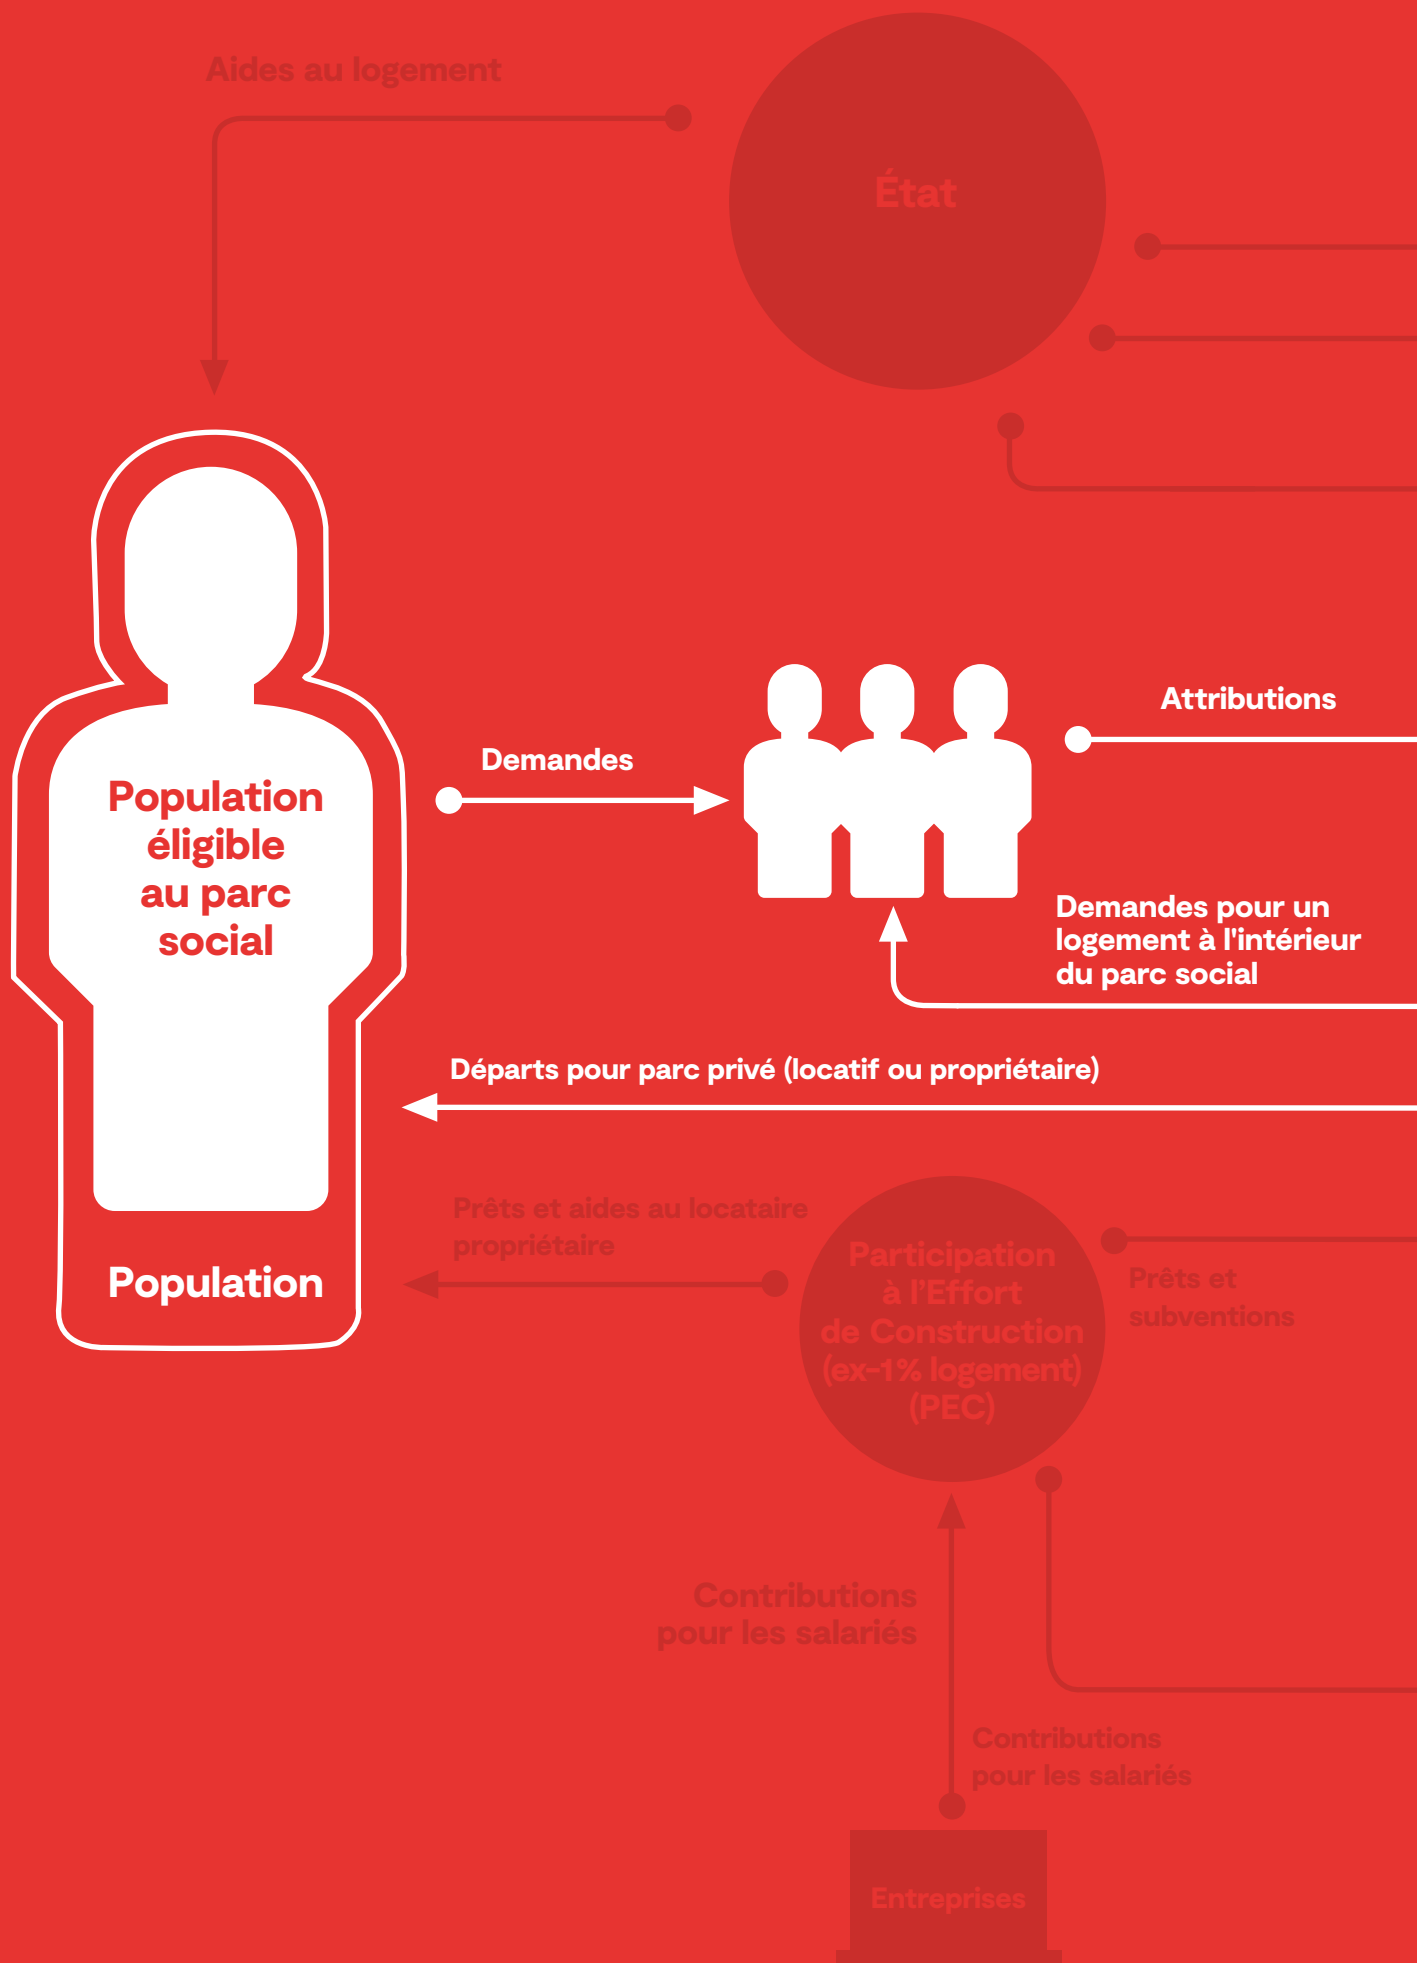 Aides au logement
État
Attributions
Demandes
Population
éligible
au parc
social
Demandes pour un
logement à l'intérieur
du parc social
Départs pour parc privé (locatif ou propriétaire)
Prêts et aides au locataire
propriétaire
Participation
à l’Effort
de Construction
(ex-1% logement)
(PEC)
Prêts et
subventions
Population
Contributions
pour les salariés
Contributions
pour les salariés
Entreprises